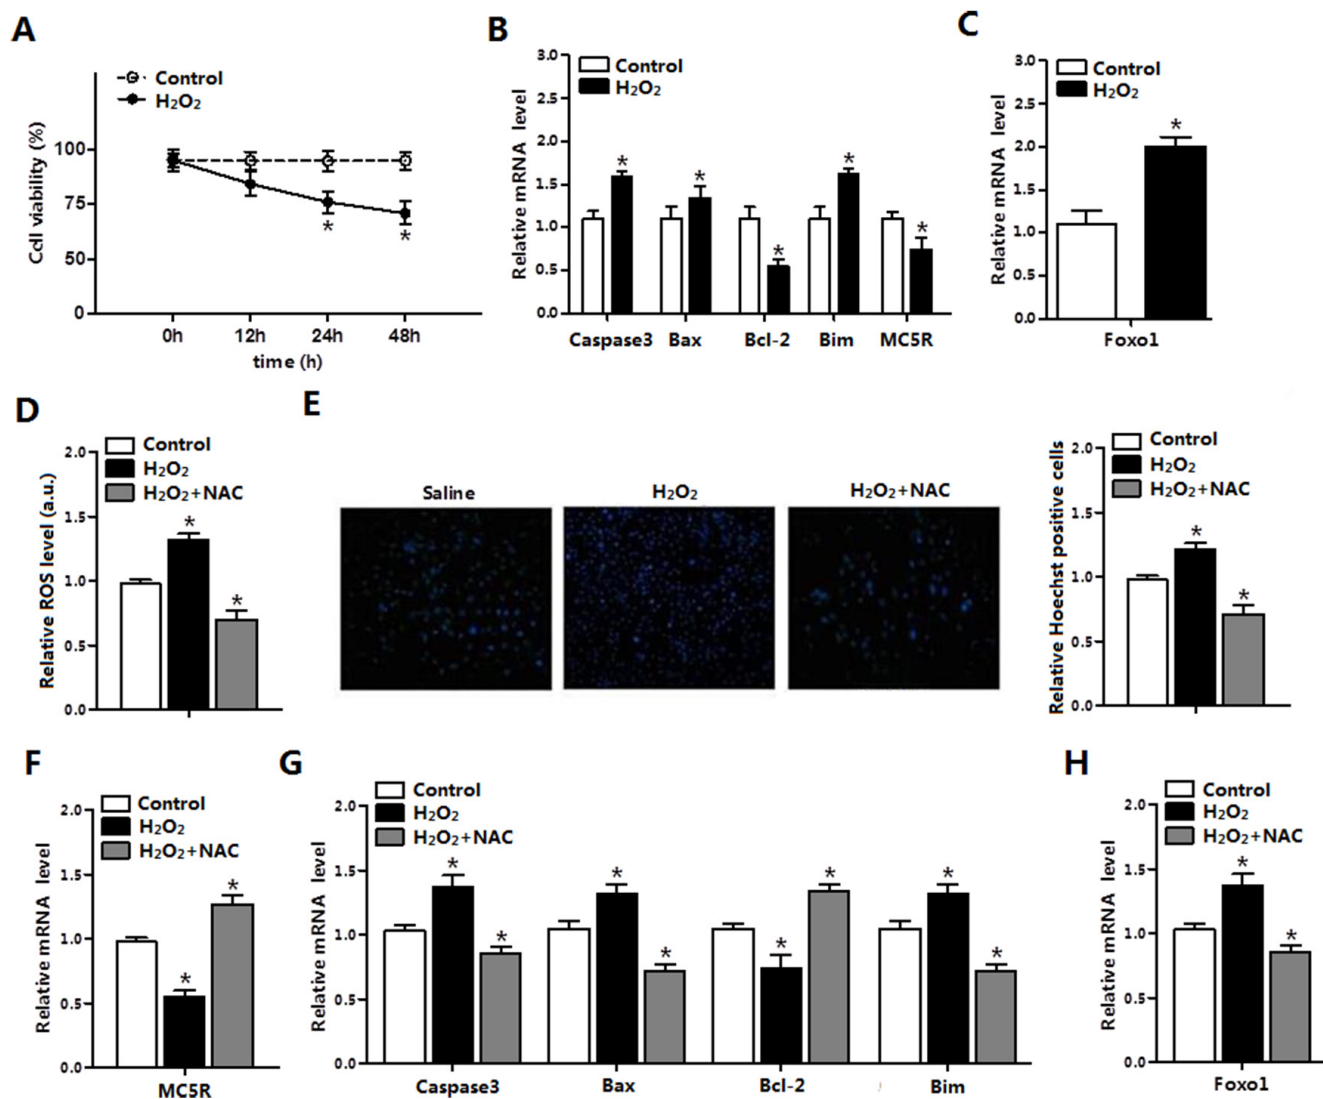 A
Control
H₂O₂
Cell viability (%)
100
75
50
0
0h 12h 24h 48h
time (h)
* *
B
Control
H₂O₂
Relative mRNA level
3.0
2.5
2.0
1.5
1.0
0.5
0.0
* * * * *
Caspase3 Bax Bcl-2 Bim MC5R
C
Control
H₂O₂
Relative mRNA level
3.0
2.5
2.0
1.5
1.0
0.5
0.0
*
Foxo1
D
Control
H₂O₂
H₂O₂+NAC
Relative ROS level (a.u.)
2.0
1.5
1.0
0.5
0.0
* *
E
Saline H₂O₂ H₂O₂+NAC
Control
H₂O₂
H₂O₂+NAC
Relative Hoechst positive cells
2.0
1.5
1.0
0.5
0.0
* *
F
Control
H₂O₂
H₂O₂+NAC
Relative mRNA level
2.0
1.5
1.0
0.5
0.0
* *
MC5R
G
Control
H₂O₂
H₂O₂+NAC
Relative mRNA level
2.0
1.5
1.0
0.5
0.0
* * * * * *
Caspase3 Bax Bcl-2 Bim
H
Control
H₂O₂
H₂O₂+NAC
Relative mRNA level
2.0
1.5
1.0
0.5
0.0
* *
Foxo1